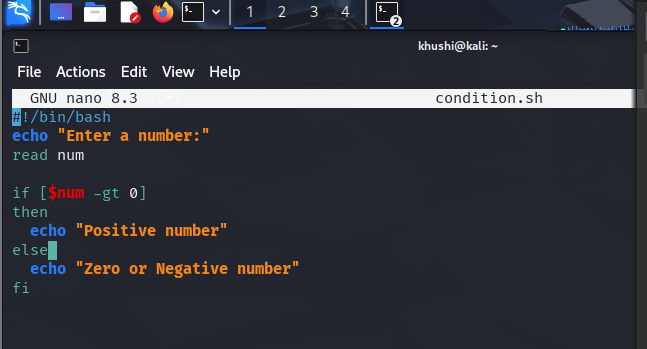 1 2 3 4 2
khushi@kali: ~
File Actions Edit View Help
GNU nano 8.3 condition.sh
#!/bin/bash
echo "Enter a number:"
read num
if [$num -gt 0]
then
echo "Positive number"
else
echo "Zero or Negative number"
fi